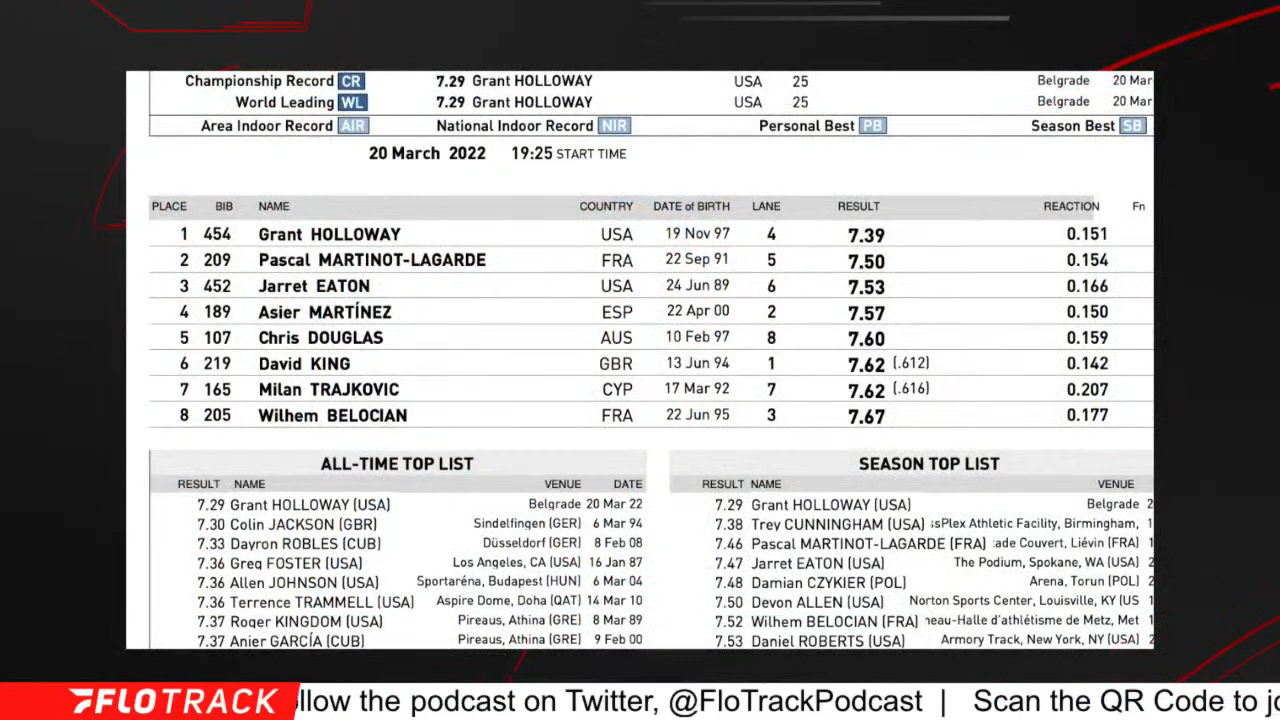 Championship Record CR 7.29 Grant HOLLOWAY USA 25 Belgrade 20 Mar
World Leading WL 7.29 Grant HOLLOWAY USA 25 Belgrade 20 Mar
Area Indoor Record AIR National Indoor Record NIR Personal Best PB Season Best SB
20 March 2022 19:25 START TIME
PLACE BIB NAME COUNTRY DATE of BIRTH LANE RESULT REACTION Fn
1 454 Grant HOLLOWAY USA 19 Nov 97 4 7.39 0.151
2 209 Pascal MARTINOT-LAGARDE FRA 22 Sep 91 5 7.50 0.154
3 452 Jarret EATON USA 24 Jun 89 6 7.53 0.166
4 189 Asier MARTÍNEZ ESP 22 Apr 00 2 7.57 0.150
5 107 Chris DOUGLAS AUS 10 Feb 97 8 7.60 0.159
6 219 David KING GBR 13 Jun 94 1 7.62 (.612) 0.142
7 165 Milan TRAJKOVIC CYP 17 Mar 92 7 7.62 (.616) 0.207
8 205 Wilhem BELOCIAN FRA 22 Jun 95 3 7.67 0.177
ALL-TIME TOP LIST
RESULT NAME VENUE DATE
7.29 Grant HOLLOWAY (USA) Belgrade 20 Mar 22
7.30 Colin JACKSON (GBR) Sindelfingen (GER) 6 Mar 94
7.33 Dayron ROBLES (CUB) Düsseldorf (GER) 8 Feb 08
7.36 Greg FOSTER (USA) Los Angeles, CA (USA) 16 Jan 87
7.36 Allen JOHNSON (USA) Sportaréna, Budapest (HUN) 6 Mar 04
7.36 Terrence TRAMMELL (USA) Aspire Dome, Doha (QAT) 14 Mar 10
7.37 Roger KINGDOM (USA) Pireaus, Athina (GRE) 8 Mar 89
7.37 Anier GARCÍA (CUB) Pireaus, Athina (GRE) 9 Feb 00
SEASON TOP LIST
RESULT NAME VENUE
7.29 Grant HOLLOWAY (USA) Belgrade 2
7.38 Trey CUNNINGHAM (USA) ssPlex Athletic Facility, Birmingham, 1
7.46 Pascal MARTINOT-LAGARDE (FRA) ade Couvert, Liévin (FRA) 1
7.47 Jarret EATON (USA) The Podium, Spokane, WA (USA) 2
7.48 Damian CZYKIER (POL) Arena, Torun (POL) 2
7.50 Devon ALLEN (USA) Norton Sports Center, Louisville, KY (US 1
7.52 Wilhem BELOCIAN (FRA) neau-Halle d'athlétisme de Metz, Met 1
7.53 Daniel ROBERTS (USA) Armory Track, New York, NY (USA) 2
FLOTRACK ollow the podcast on Twitter, @FloTrackPodcast | Scan the QR Code to jo